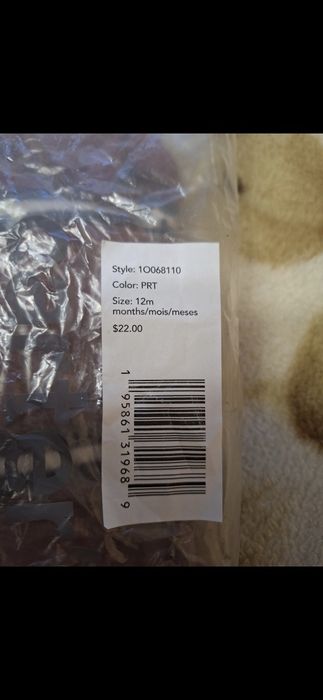 Style: 1O068110
Color: PRT
Size: 12m
months/mois/meses
$22.00
1 95861 31968 9